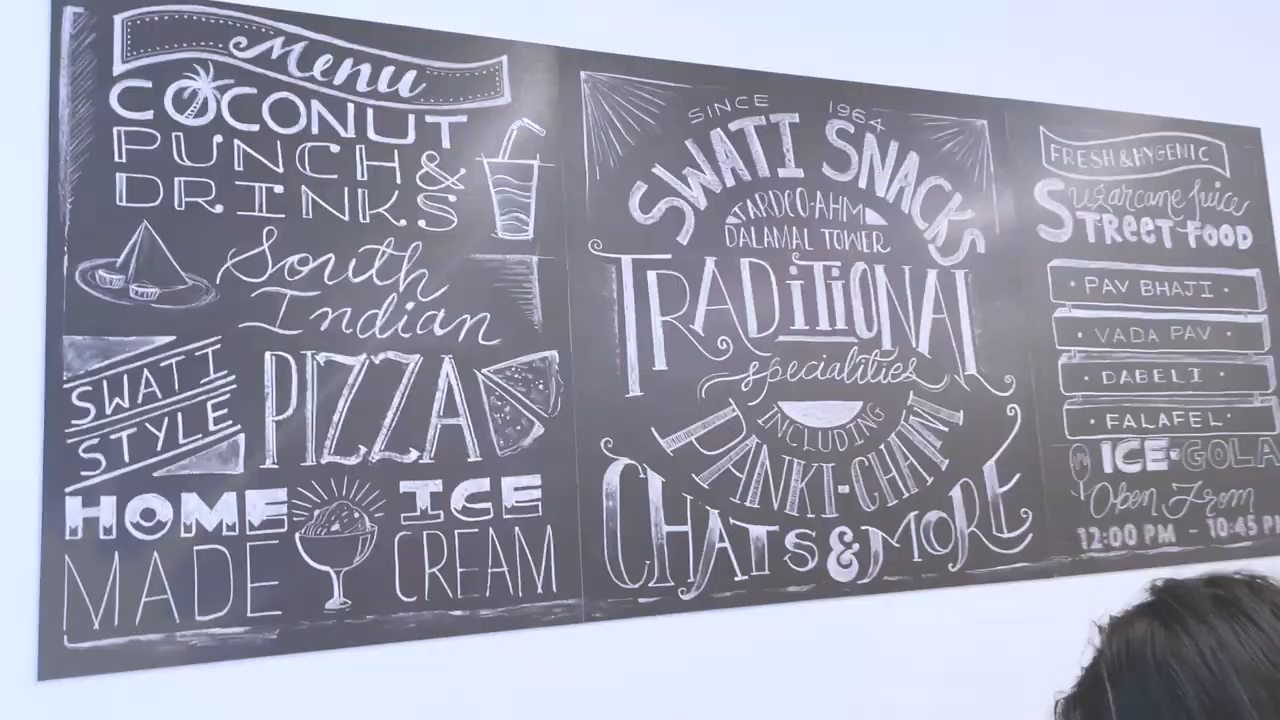 Menu
COCONUT
PUNCH &
DRINKS
South
Indian
SWATI
STYLE
PIZZA
HOME
MADE
ICE
CREAM
SINCE 1964
SWATI SNACKS
TARDEO-AHM
DALAMAL TOWER
TRADITIONAL
specialities
INCLUDING
PANKI-CHATNI
CHATS & MORE
FRESH & HYGENIC
Sugarcane Juice
STREET FOOD
· PAV BHAJI ·
· VADA PAV ·
· DABELI ·
· FALAFEL ·
ICE-GOLA
Open From
12:00 PM - 10:45 P